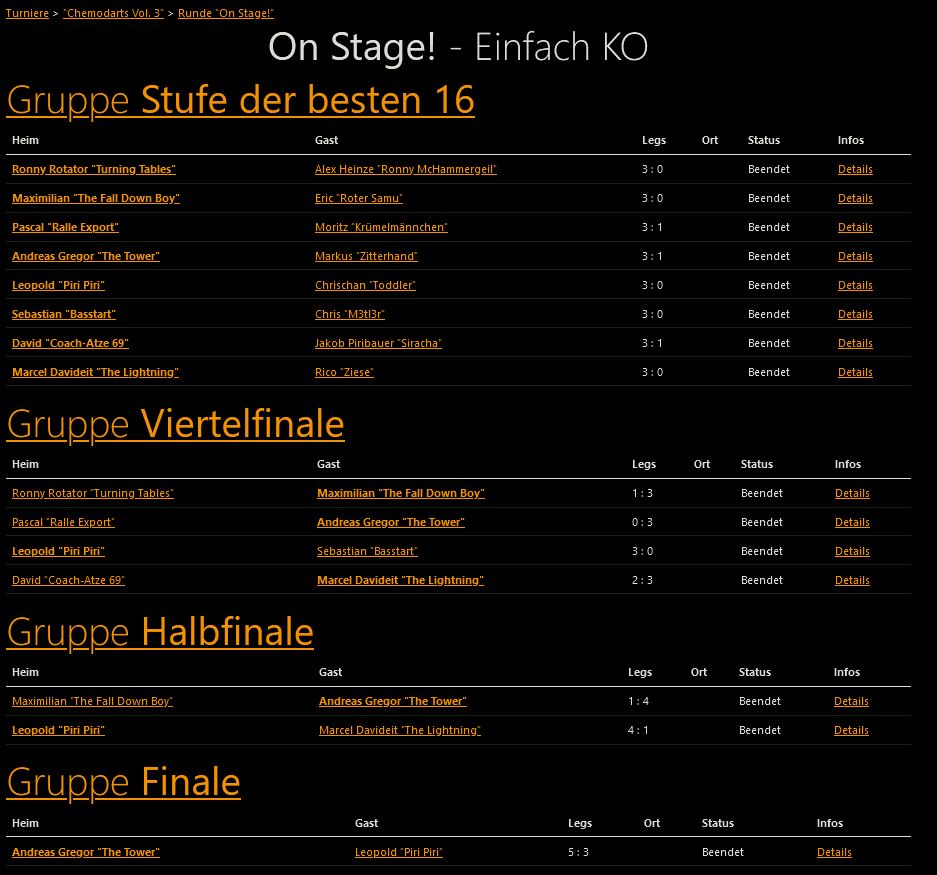 Turniere > "Chemodarts Vol. 3" > Runde "On Stage!"
On Stage! - Einfach KO
Gruppe Stufe der besten 16
Heim Gast Legs Ort Status Infos
Ronny Rotator "Turning Tables" Alex Heinze "Ronny McHammergeil" 3 : 0 Beendet Details
Maximilian "The Fall Down Boy" Eric "Roter Samu" 3 : 0 Beendet Details
Pascal "Ralle Export" Moritz "Krümelmännchen" 3 : 1 Beendet Details
Andreas Gregor "The Tower" Markus "Zitterhand" 3 : 1 Beendet Details
Leopold "Piri Piri" Chrischan "Toddler" 3 : 0 Beendet Details
Sebastian "Basstart" Chris "M3tl3r" 3 : 0 Beendet Details
David "Coach-Atze 69" Jakob Piribauer "Siracha" 3 : 1 Beendet Details
Marcel Davideit "The Lightning" Rico "Ziese" 3 : 0 Beendet Details
Gruppe Viertelfinale
Heim Gast Legs Ort Status Infos
Ronny Rotator "Turning Tables" Maximilian "The Fall Down Boy" 1 : 3 Beendet Details
Pascal "Ralle Export" Andreas Gregor "The Tower" 0 : 3 Beendet Details
Leopold "Piri Piri" Sebastian "Basstart" 3 : 0 Beendet Details
David "Coach-Atze 69" Marcel Davideit "The Lightning" 2 : 3 Beendet Details
Gruppe Halbfinale
Heim Gast Legs Ort Status Infos
Maximilian "The Fall Down Boy" Andreas Gregor "The Tower" 1 : 4 Beendet Details
Leopold "Piri Piri" Marcel Davideit "The Lightning" 4 : 1 Beendet Details
Gruppe Finale
Heim Gast Legs Ort Status Infos
Andreas Gregor "The Tower" Leopold "Piri Piri" 5 : 3 Beendet Details